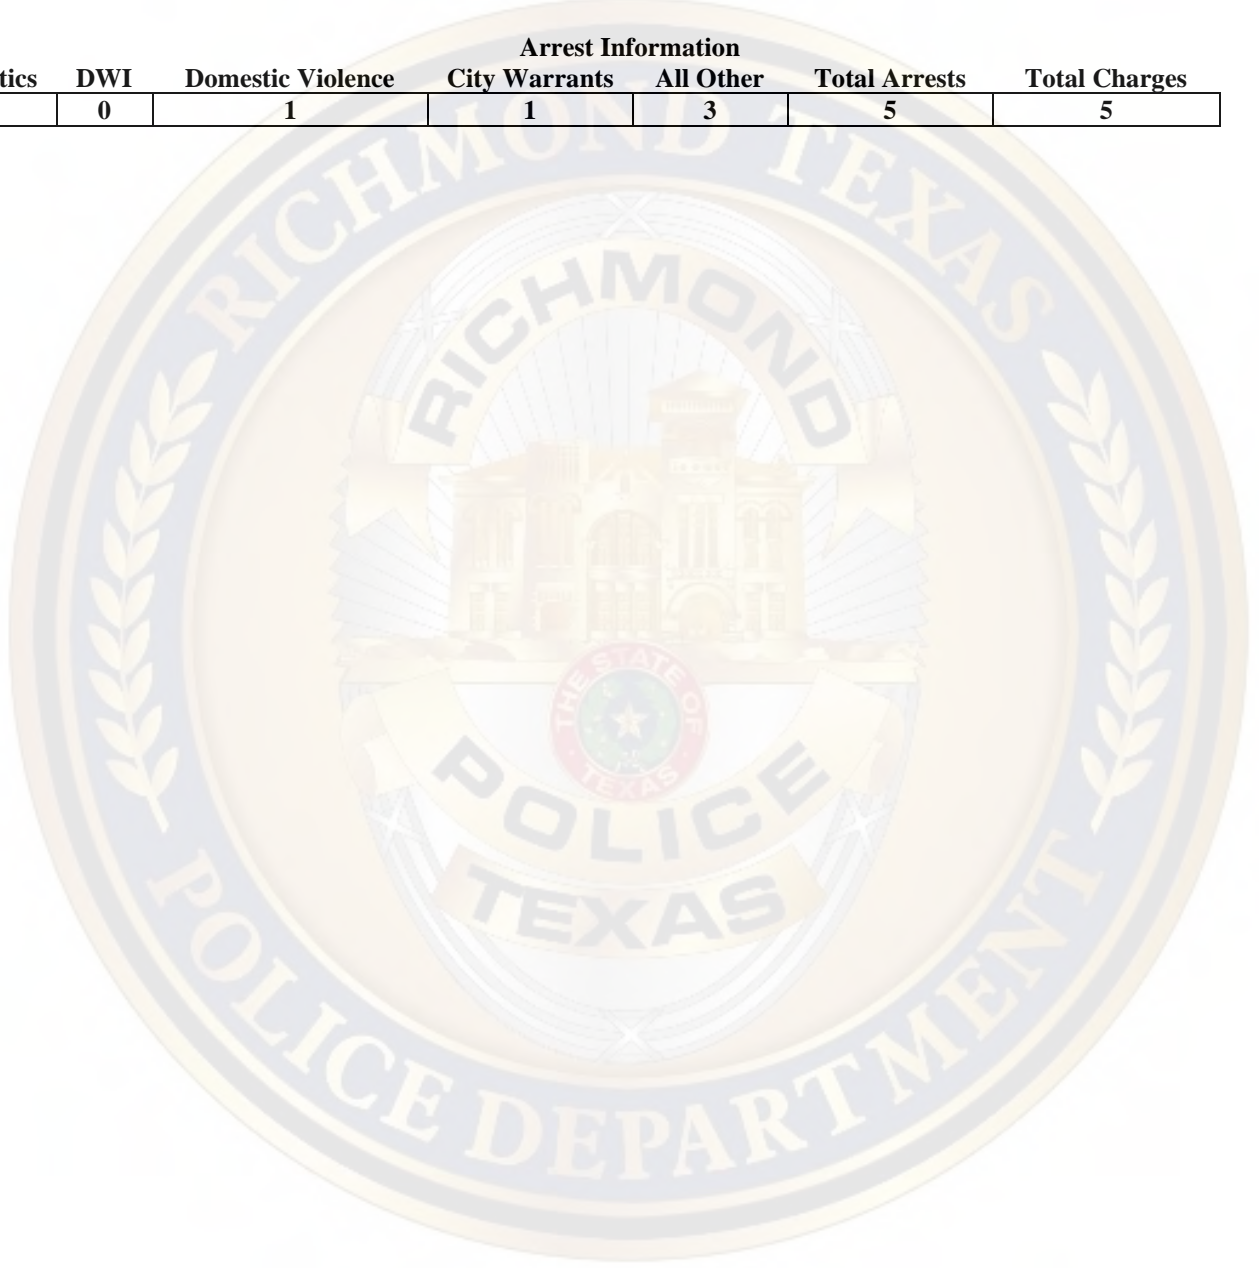 Arrest Information
tics DWI Domestic Violence City Warrants All Other Total Arrests Total Charges
0 1 1 3 5 5
RICHMOND TEXAS
RICHMOND
THE STATE OF
TEXAS
POLICE
TEXAS
POLICE DEPARTMENT